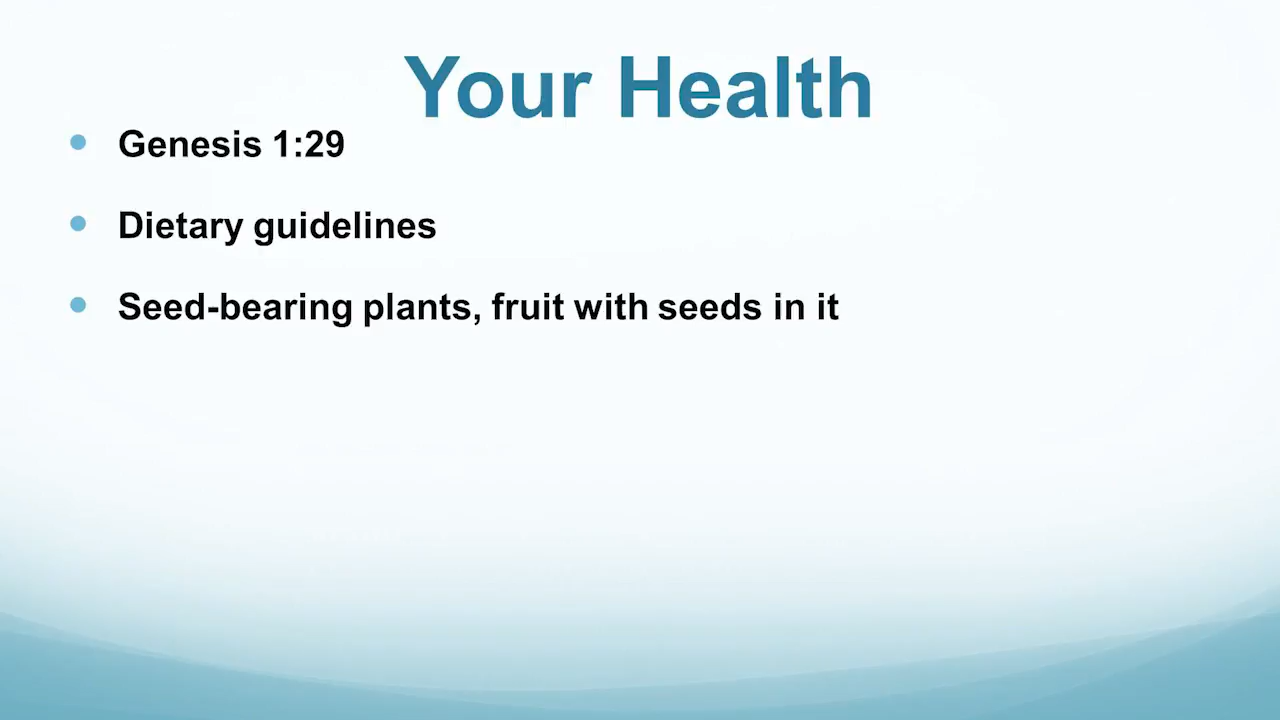 Your Health
Genesis 1:29
Dietary guidelines
Seed-bearing plants, fruit with seeds in it